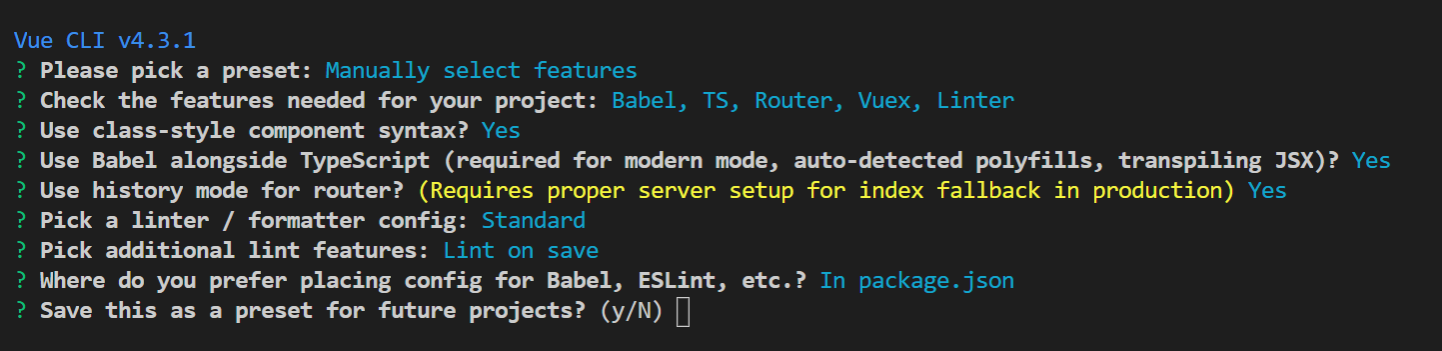 Vue CLI v4.3.1
? Please pick a preset: Manually select features
? Check the features needed for your project: Babel, TS, Router, Vuex, Linter
? Use class-style component syntax? Yes
? Use Babel alongside TypeScript (required for modern mode, auto-detected polyfills, transpiling JSX)? Yes
? Use history mode for router? (Requires proper server setup for index fallback in production) Yes
? Pick a linter / formatter config: Standard
? Pick additional lint features: Lint on save
? Where do you prefer placing config for Babel, ESLint, etc.? In package.json
? Save this as a preset for future projects? (y/N)